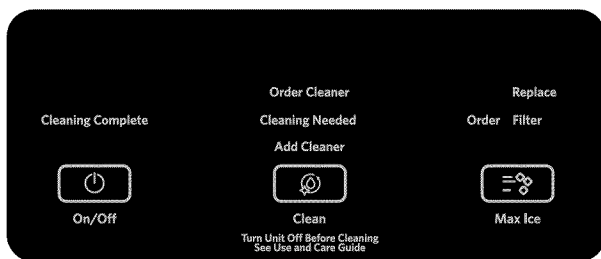 Order Cleaner
Replace
Cleaning Complete
Cleaning Needed
Order Filter
Add Cleaner
On/Off
Clean
Max Ice
Turn Unit Off Before Cleaning
See Use and Care Guide